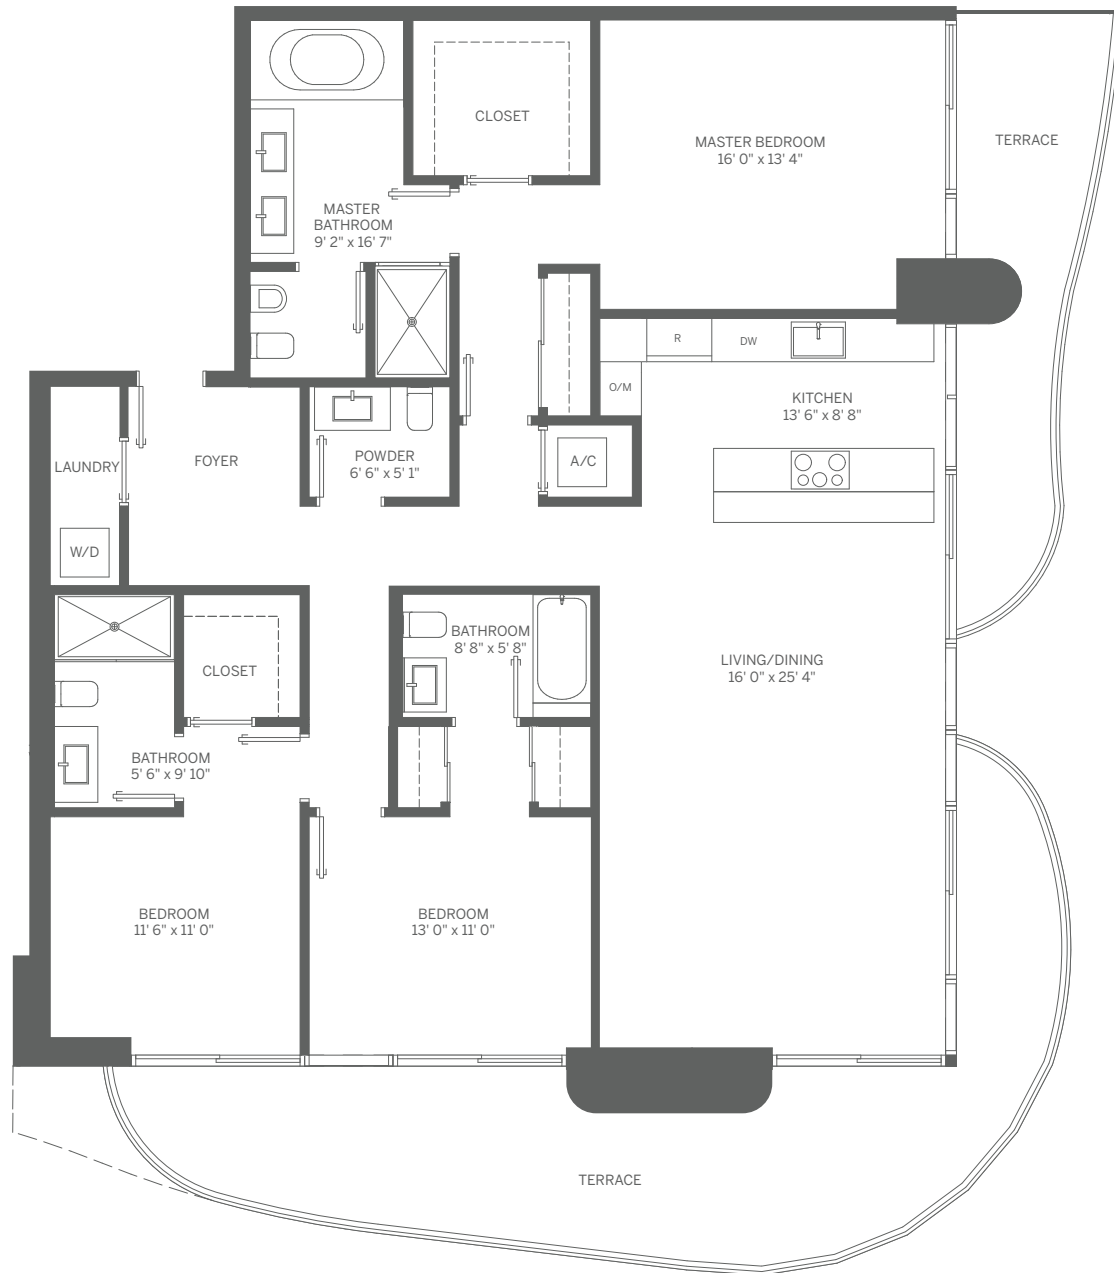 CLOSET
MASTER BEDROOM
16' 0" x 13' 4"
TERRACE
MASTER
BATHROOM
9' 2" x 16' 7"
R
DW
O/M
KITCHEN
13' 6" x 8' 8"
LAUNDRY
FOYER
POWDER
6' 6" x 5' 1"
A/C
W/D
BATHROOM
8' 8" x 5' 8"
CLOSET
LIVING/DINING
16' 0" x 25' 4"
BATHROOM
5' 6" x 9' 10"
BEDROOM
11' 6" x 11' 0"
BEDROOM
13' 0" x 11' 0"
TERRACE